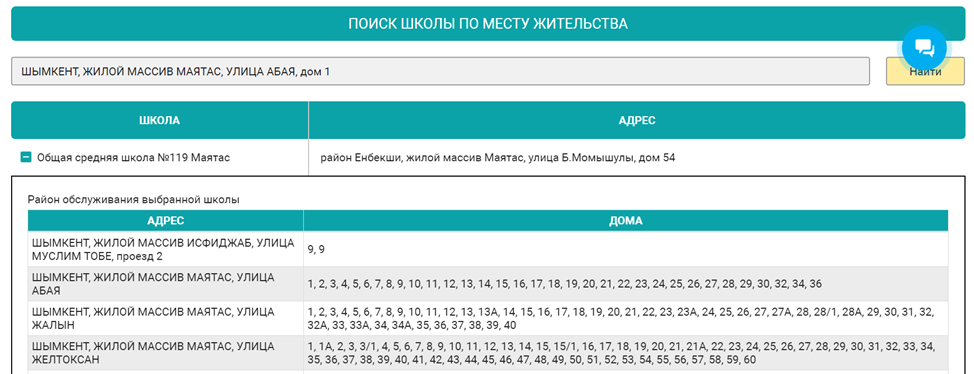 ПОИСК ШКОЛЫ ПО МЕСТУ ЖИТЕЛЬСТВА
ШЫМКЕНТ, ЖИЛОЙ МАССИВ МАЯТАС, УЛИЦА АБАЯ, дом 1
Найти
ШКОЛА АДРЕС
Общая средняя школа №119 Маятас район Енбекши, жилой массив Маятас, улица Б.Момышулы, дом 54
Район обслуживания выбранной школы
АДРЕС ДОМА
ШЫМКЕНТ, ЖИЛОЙ МАССИВ ИСФИДЖАБ, УЛИЦА
МУСЛИМ ТОБЕ, проезд 2
9, 9
ШЫМКЕНТ, ЖИЛОЙ МАССИВ МАЯТАС, УЛИЦА
АБАЯ
1, 2, 3, 4, 5, 6, 7, 8, 9, 10, 11, 12, 13, 14, 15, 16, 17, 18, 19, 20, 21, 22, 23, 24, 25, 26, 27, 28, 29, 30, 32, 34, 36
ШЫМКЕНТ, ЖИЛОЙ МАССИВ МАЯТАС, УЛИЦА
ЖАЛЫН
1, 2, 3, 4, 5, 6, 7, 8, 9, 10, 11, 12, 13, 13А, 14, 15, 16, 17, 18, 19, 20, 21, 22, 23, 23А, 24, 25, 26, 27, 27А, 28, 28/1, 28А, 29, 30, 31, 32,
32А, 33, 33А, 34, 34А, 35, 36, 37, 38, 39, 40
ШЫМКЕНТ, ЖИЛОЙ МАССИВ МАЯТАС, УЛИЦА
ЖЕЛТОКСАН
1, 1А, 2, 3, 3/1, 4, 5, 6, 7, 8, 9, 10, 11, 12, 13, 14, 15, 15/1, 16, 17, 18, 19, 20, 21, 21А, 22, 23, 24, 25, 26, 27, 28, 29, 30, 31, 32, 33, 34,
35, 36, 37, 38, 39, 40, 41, 42, 43, 44, 45, 46, 47, 48, 49, 50, 51, 52, 53, 54, 55, 56, 57, 58, 59, 60